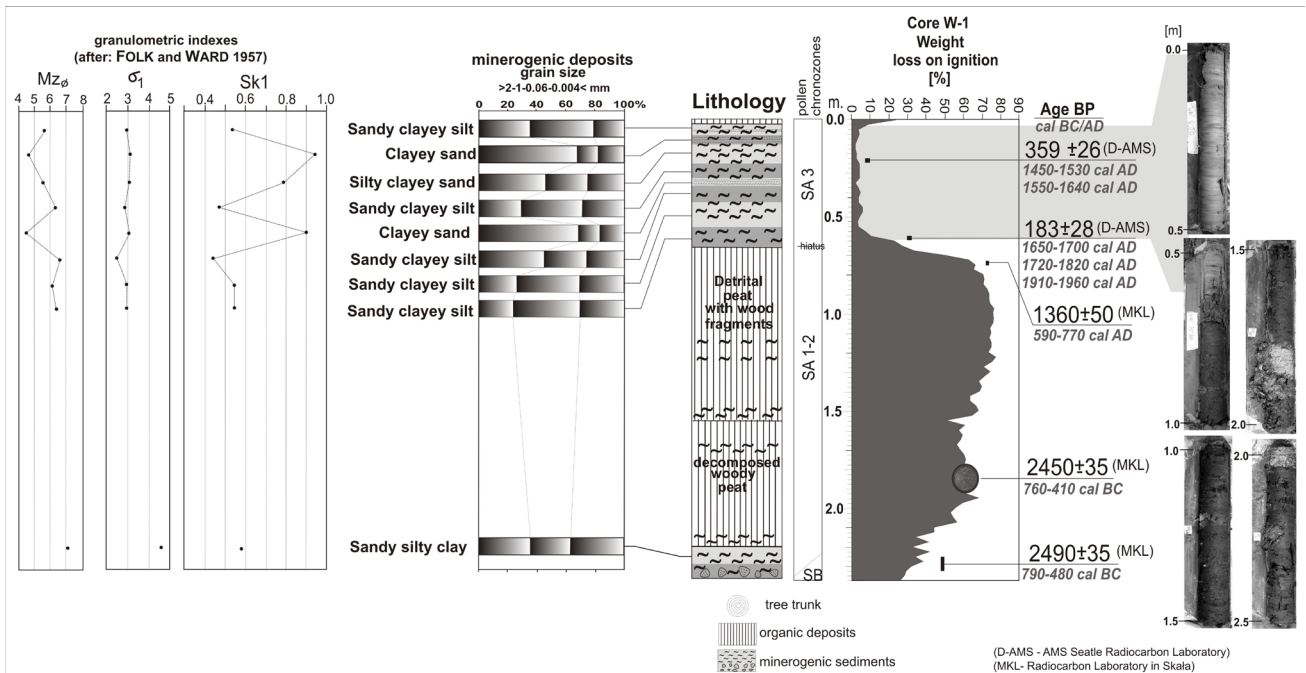 granulometric indexes
(after: FOLK and WARD 1957)
Mzø
σ1
Sk1
4 5 6 7 8
2 3 4 5
0.4 0.6 0.8 1.0
minerogenic deposits
grain size
>2-1-0.06-0.004< mm
0 20 40 60 80 100%
Sandy clayey silt
Clayey sand
Silty clayey sand
Sandy clayey silt
Clayey sand
Sandy clayey silt
Sandy clayey silt
Sandy clayey silt
Sandy silty clay
Lithology
Detrital
peat
with wood
fragments
decomposed
woody
peat
pollen
chronozones
SA 3
hiatus
SA 1-2
SB
Core W-1
Weight
loss on ignition
[%]
m.
0 10 20 30 40 50 60 70 80 90
0.0
0.5
1.0
1.5
2.0
Age BP
cal BC/AD
359 ±26 (D-AMS)
1450-1530 cal AD
1550-1640 cal AD
183±28 (D-AMS)
1650-1700 cal AD
1720-1820 cal AD
1910-1960 cal AD
1360±50 (MKL)
590-770 cal AD
2450±35 (MKL)
760-410 cal BC
2490±35 (MKL)
790-480 cal BC
[m]
0.0
0.5
0.5
1.0
1.0
1.5
1.5
2.0
2.0
2.5
tree trunk
organic deposits
minerogenic sediments
(D-AMS - AMS Seatle Radiocarbon Laboratory)
(MKL- Radiocarbon Laboratory in Skała)